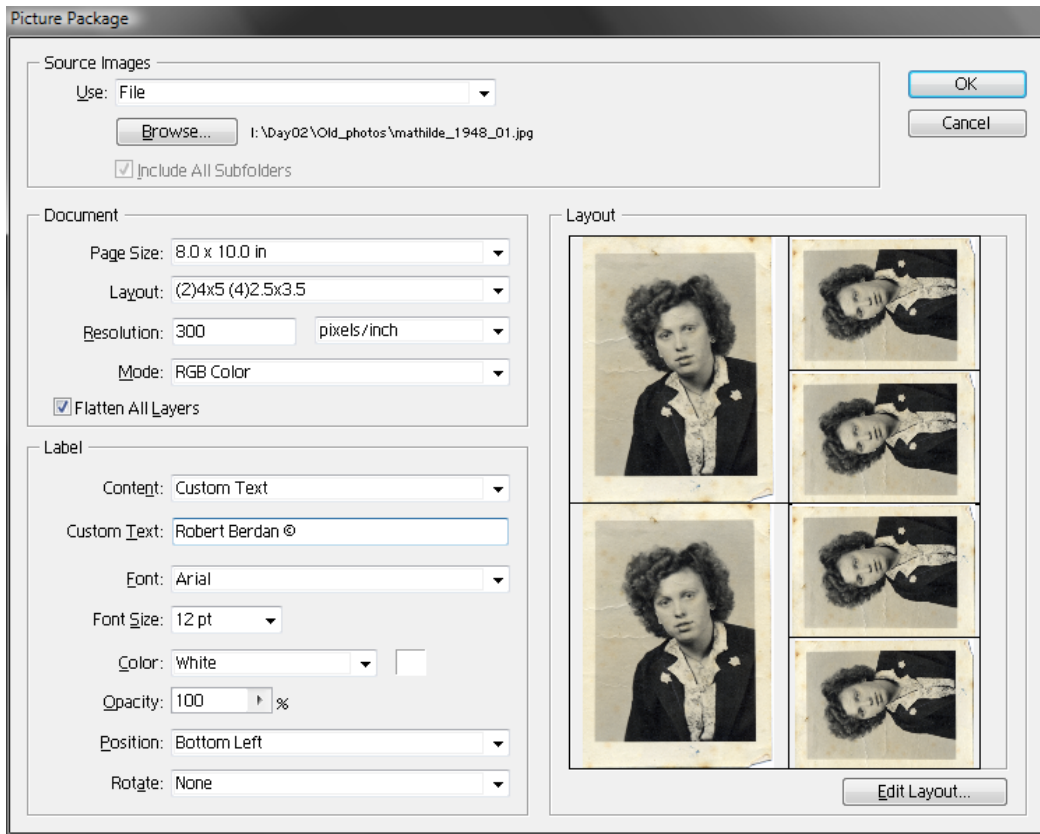 Picture Package
Source Images
Use: File
Browse... I:\Day02\Old_photos\mathilde_1948_01.jpg
Include All Subfolders
OK
Cancel
Document
Page Size: 8.0 x 10.0 in
Layout: (2)4x5 (4)2.5x3.5
Resolution: 300 pixels/inch
Mode: RGB Color
Flatten All Layers
Label
Content: Custom Text
Custom Text: Robert Berdan ©
Font: Arial
Font Size: 12 pt
Color: White
Opacity: 100 %
Position: Bottom Left
Rotate: None
Layout
Edit Layout...